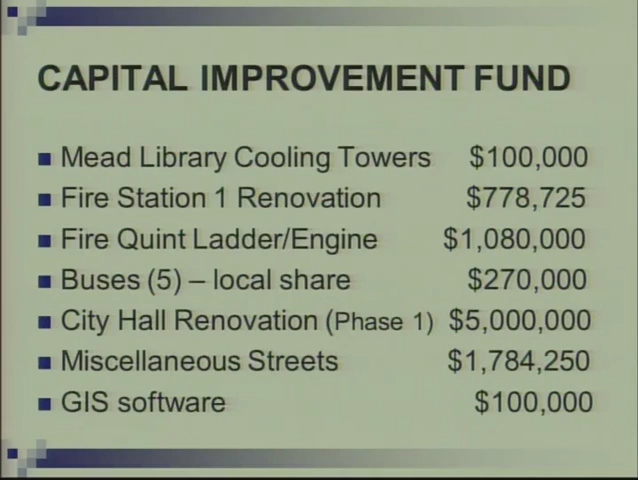 CAPITAL IMPROVEMENT FUND
Mead Library Cooling Towers $100,000
Fire Station 1 Renovation $778,725
Fire Quint Ladder/Engine $1,080,000
Buses (5) – local share $270,000
City Hall Renovation (Phase 1) $5,000,000
Miscellaneous Streets $1,784,250
GIS software $100,000